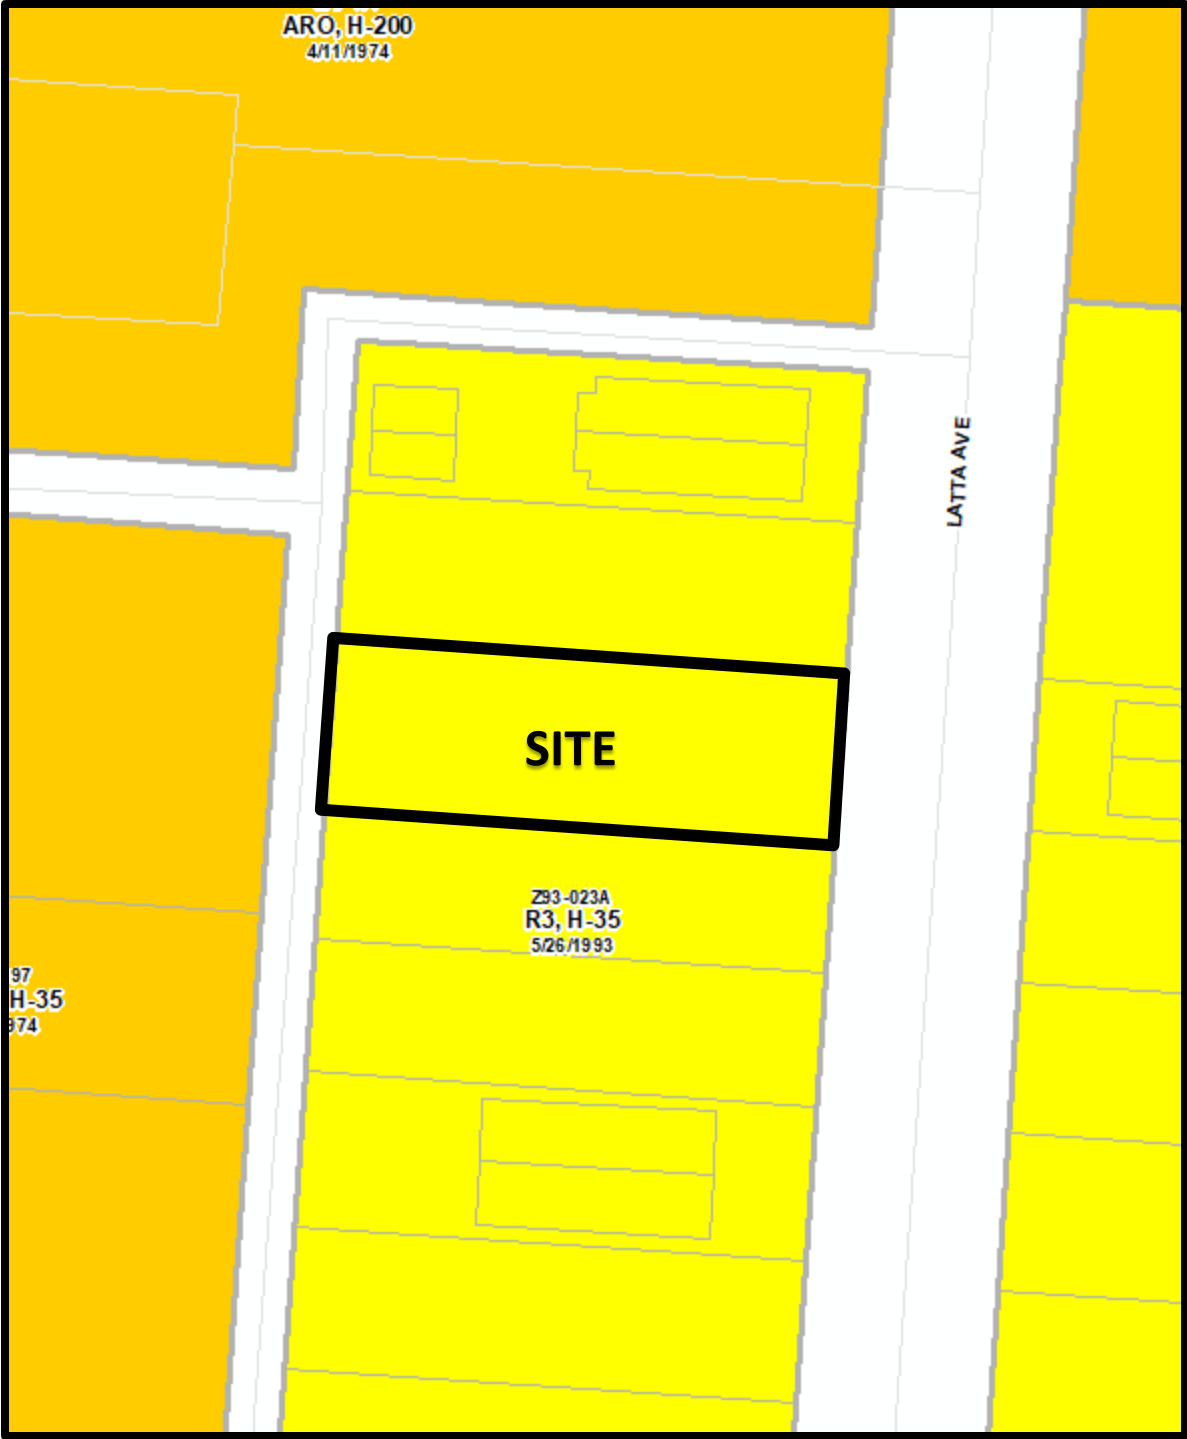 ARO, H-200
4/11/1974
LATTA AVE
SITE
Z93-023A
R3, H-35
5/26/1993
97
H-35
974